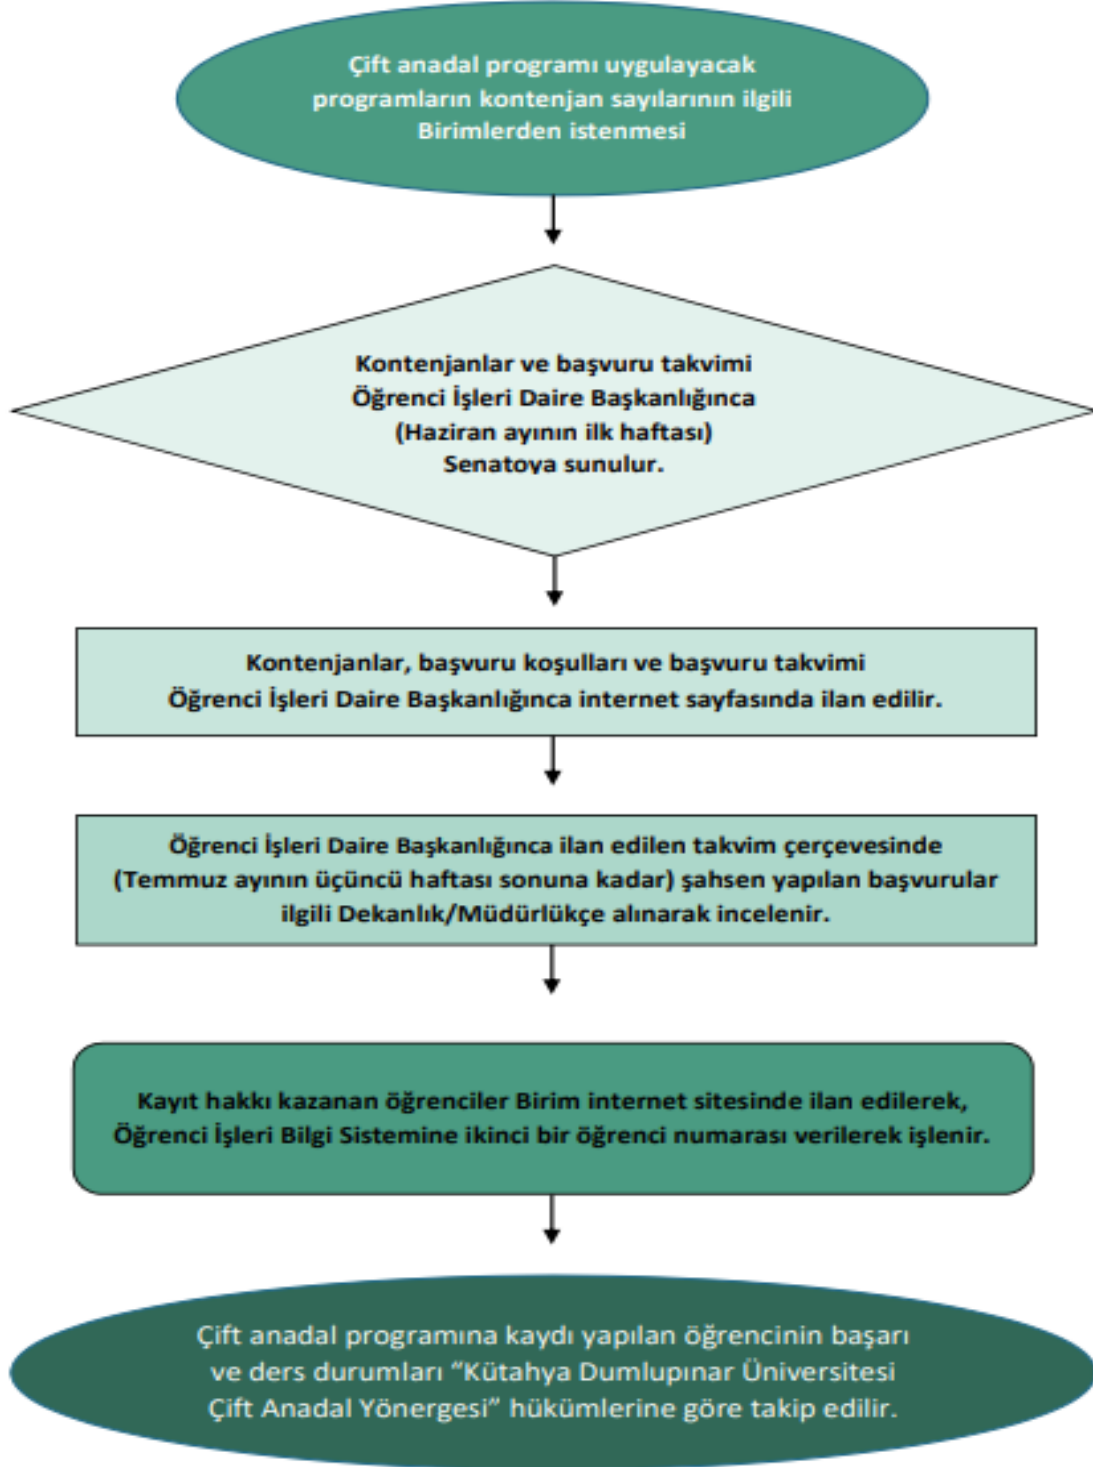 Çift anadal programı uygulayacak
programların kontenjan sayılarının ilgili
Birimlerden istenmesi
Kontenjanlar ve başvuru takvimi
Öğrenci İşleri Daire Başkanlığınca
(Haziran ayının ilk haftası)
Senatoya sunulur.
Kontenjanlar, başvuru koşulları ve başvuru takvimi
Öğrenci İşleri Daire Başkanlığınca internet sayfasında ilan edilir.
Öğrenci İşleri Daire Başkanlığınca ilan edilen takvim çerçevesinde
(Temmuz ayının üçüncü haftası sonuna kadar) şahsen yapılan başvurular
ilgili Dekanlık/Müdürlükçe alınarak incelenir.
Kayıt hakkı kazanan öğrenciler Birim internet sitesinde ilan edilerek,
Öğrenci İşleri Bilgi Sistemine ikinci bir öğrenci numarası verilerek işlenir.
Çift anadal programına kaydı yapılan öğrencinin başarı
ve ders durumları “Kütahya Dumlupınar Üniversitesi
Çift Anadal Yönergesi” hükümlerine göre takip edilir.